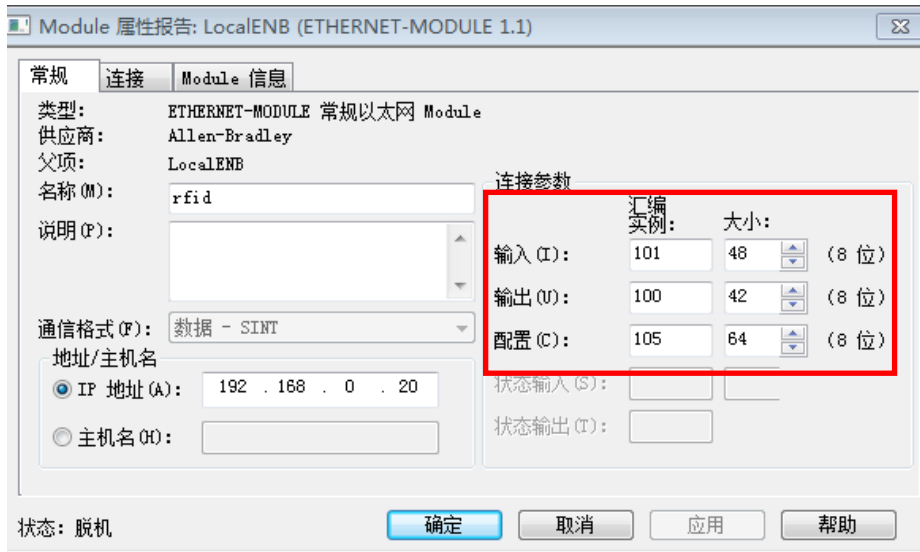 Module 属性报告: LocalENB (ETHERNET-MODULE 1.1)
常规 连接 Module 信息
类型: ETHERNET-MODULE 常规以太网 Module
供应商: Allen-Bradley
父项: LocalENB
名称(M): rfid
说明(P):
通信格式(F): 数据 - SINT
地址/主机名
IP 地址(A): 192 . 168 . 0 . 20
主机名(H):
连接参数
汇编
实例: 大小:
输入(I): 101 48 (8 位)
输出(U): 100 42 (8 位)
配置(C): 105 64 (8 位)
状态输入(S):
状态输出(T):
状态: 脱机 确定 取消 应用 帮助